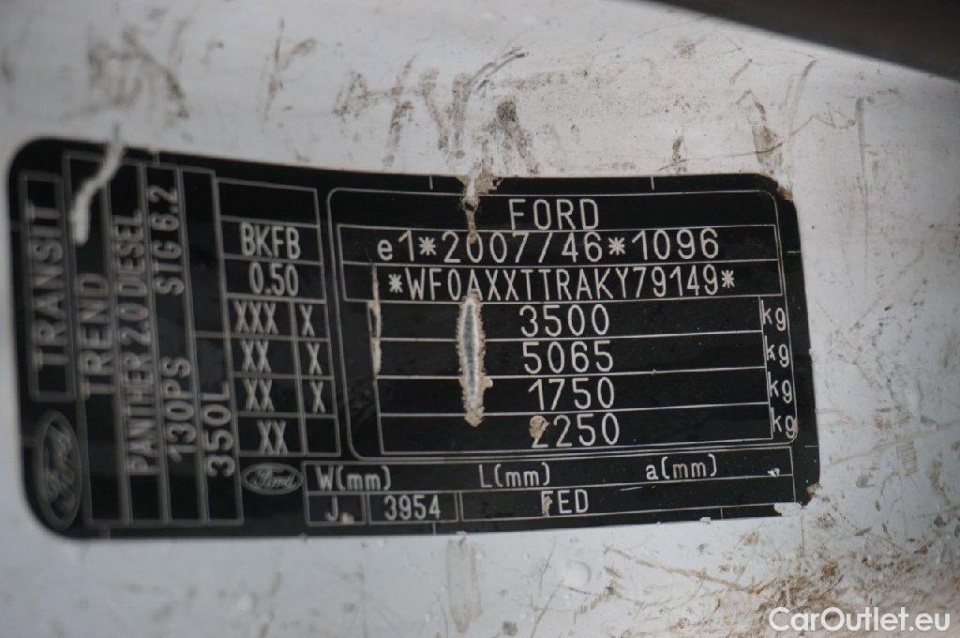 TRANSIT
TREND
PANTHER 2.0 DIESEL
130PS STG 6.2
350L
BKFB
0.50
XXX X
XX X
XX X
XX
FORD
e1*2007/46*1096
*WF0AXXTTRAKY79149*
3500 kg
5065 kg
1750 kg
2250 kg
Ford
Ford
W(mm) L(mm) a(mm)
J. 3954 FED
CarOutlet.eu